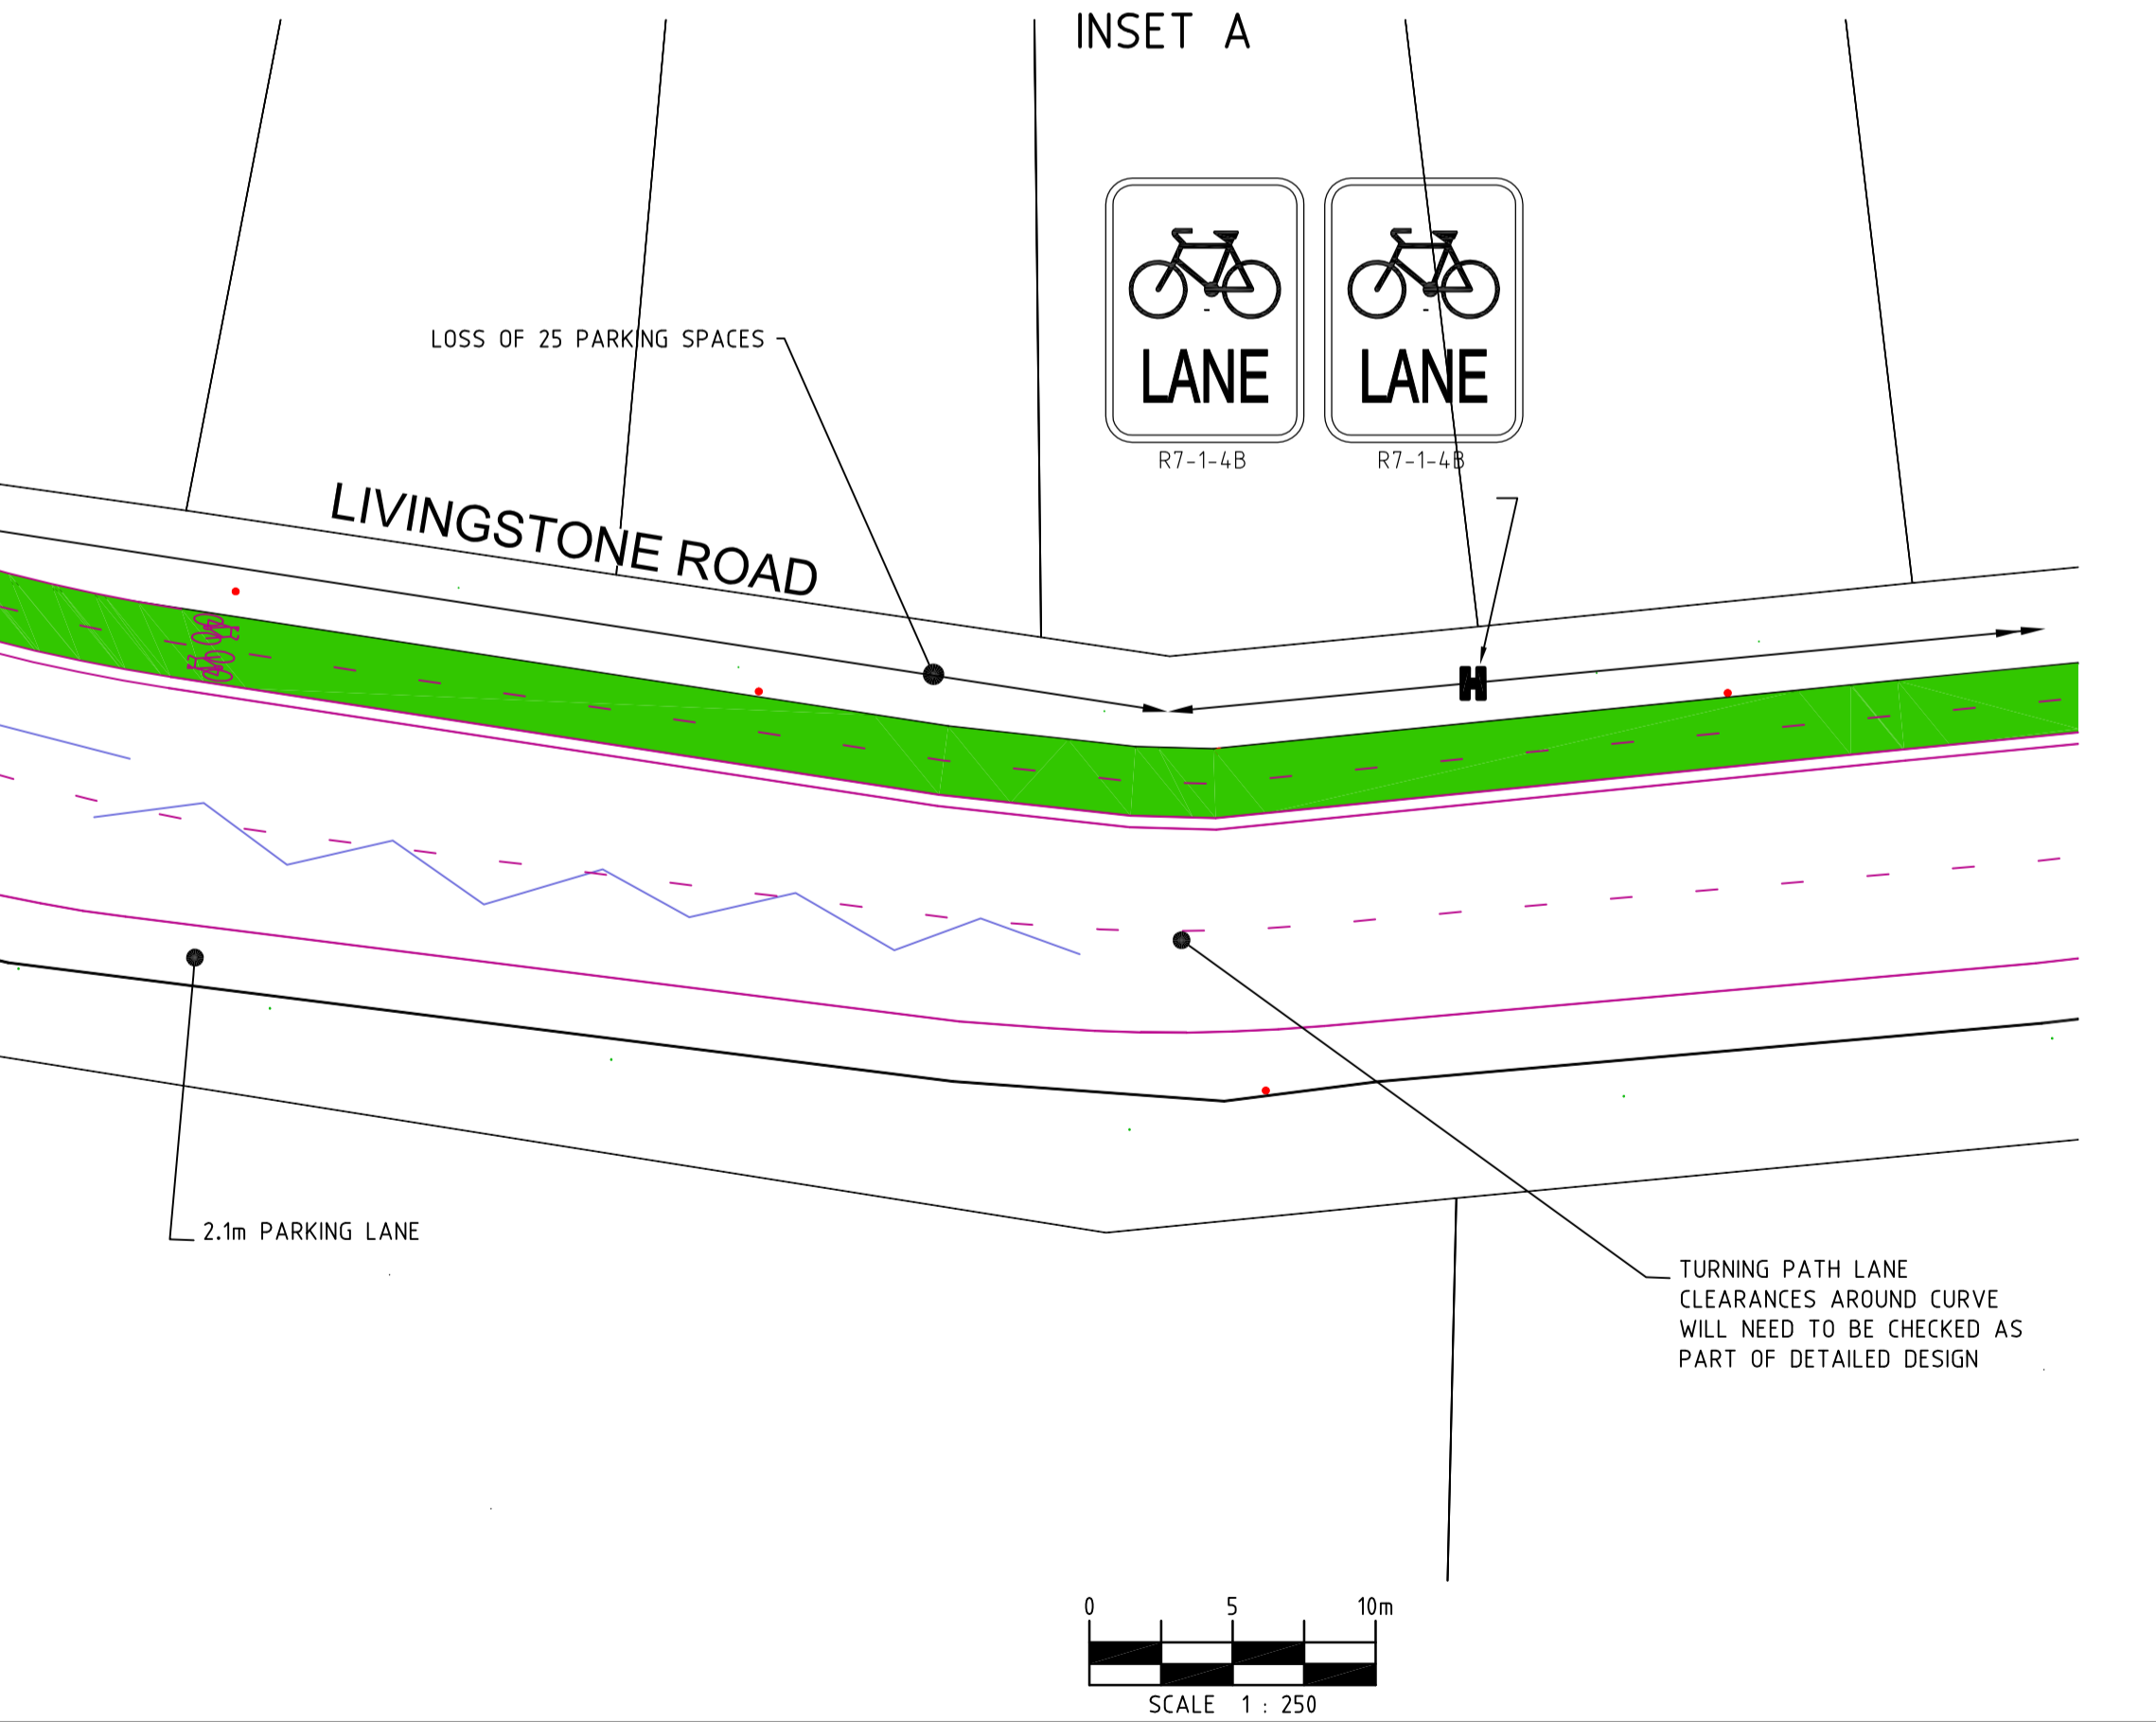 INSET A
LANE
LANE
R7-1-4B
R7-1-4B
LOSS OF 25 PARKING SPACES
LIVINGSTONE ROAD
2.1m PARKING LANE
TURNING PATH LANE
CLEARANCES AROUND CURVE
WILL NEED TO BE CHECKED AS
PART OF DETAILED DESIGN
0 5 10m
SCALE 1 : 250